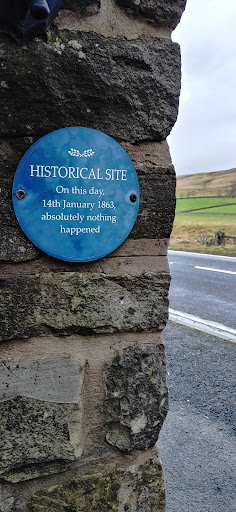 HISTORICAL SITE
On this day,
14th January 1863,
absolutely nothing
happened